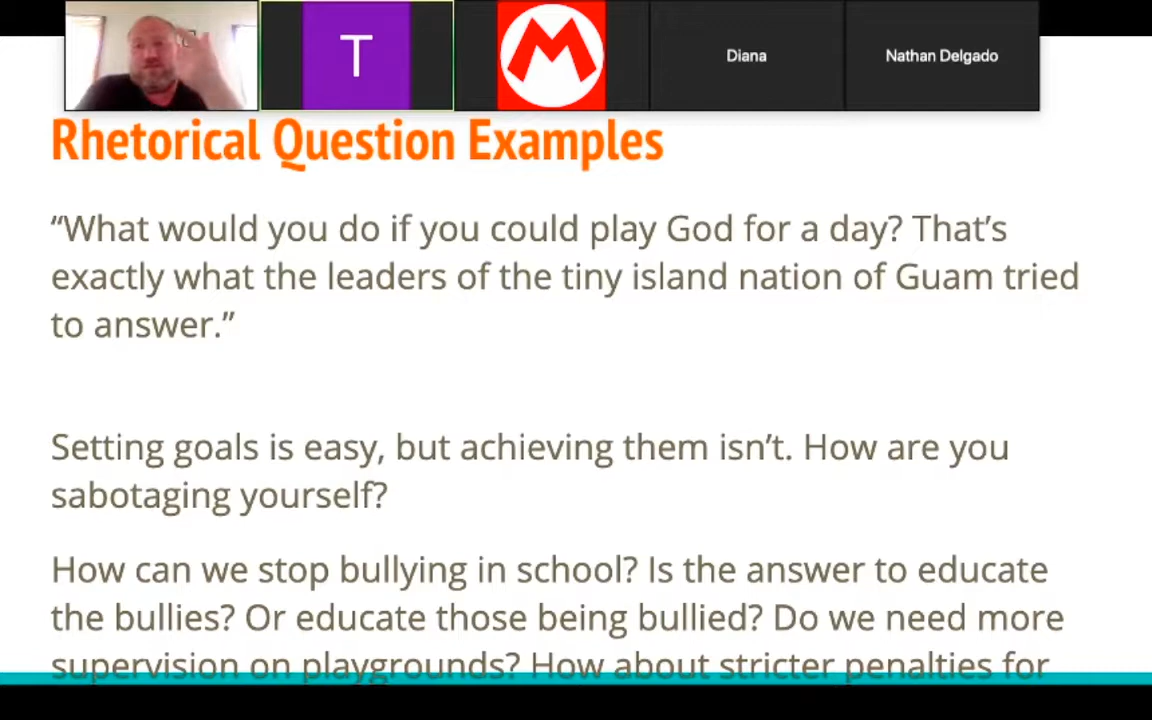 T
M
Diana
Nathan Delgado
Rhetorical Question Examples
“What would you do if you could play God for a day? That’s
exactly what the leaders of the tiny island nation of Guam tried
to answer.”
Setting goals is easy, but achieving them isn’t. How are you
sabotaging yourself?
How can we stop bullying in school? Is the answer to educate
the bullies? Or educate those being bullied? Do we need more
supervision on playgrounds? How about stricter penalties for